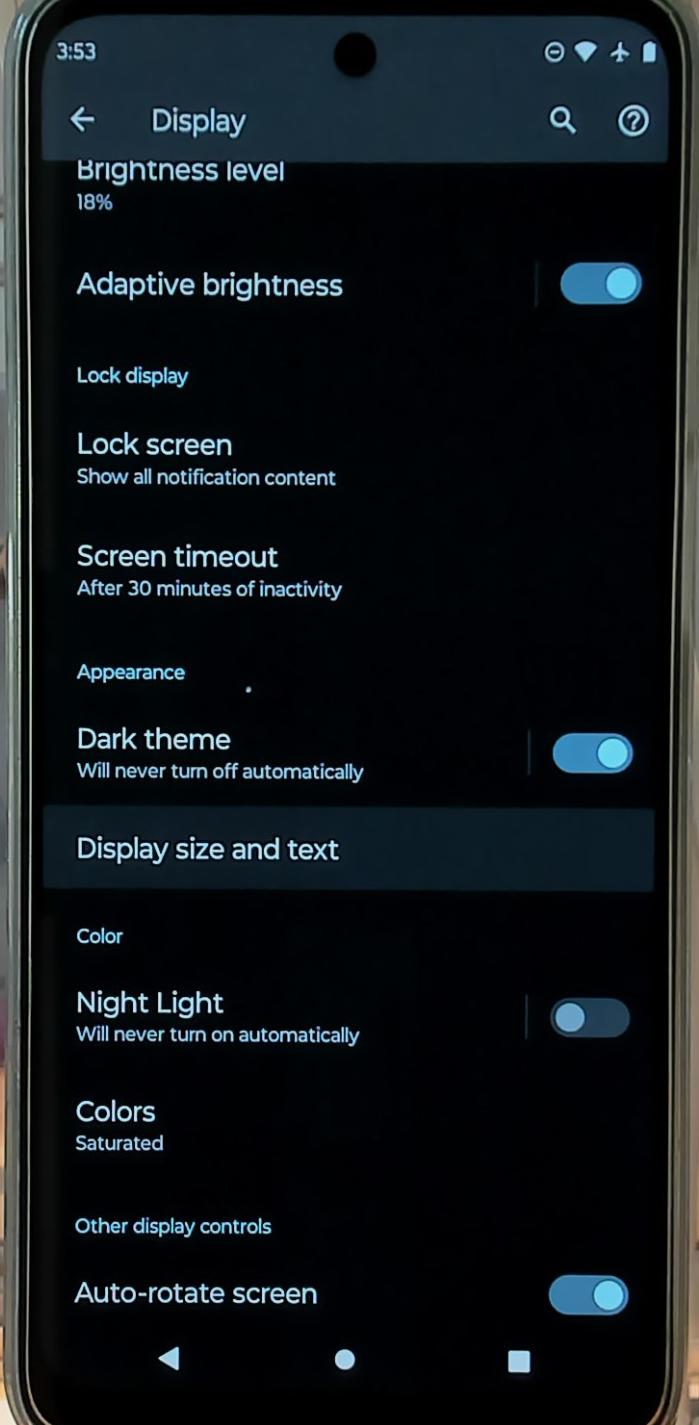 3:53
Display
Brightness level
18%
Adaptive brightness
Lock display
Lock screen
Show all notification content
Screen timeout
After 30 minutes of inactivity
Appearance
Dark theme
Will never turn off automatically
Display size and text
Color
Night Light
Will never turn on automatically
Colors
Saturated
Other display controls
Auto-rotate screen